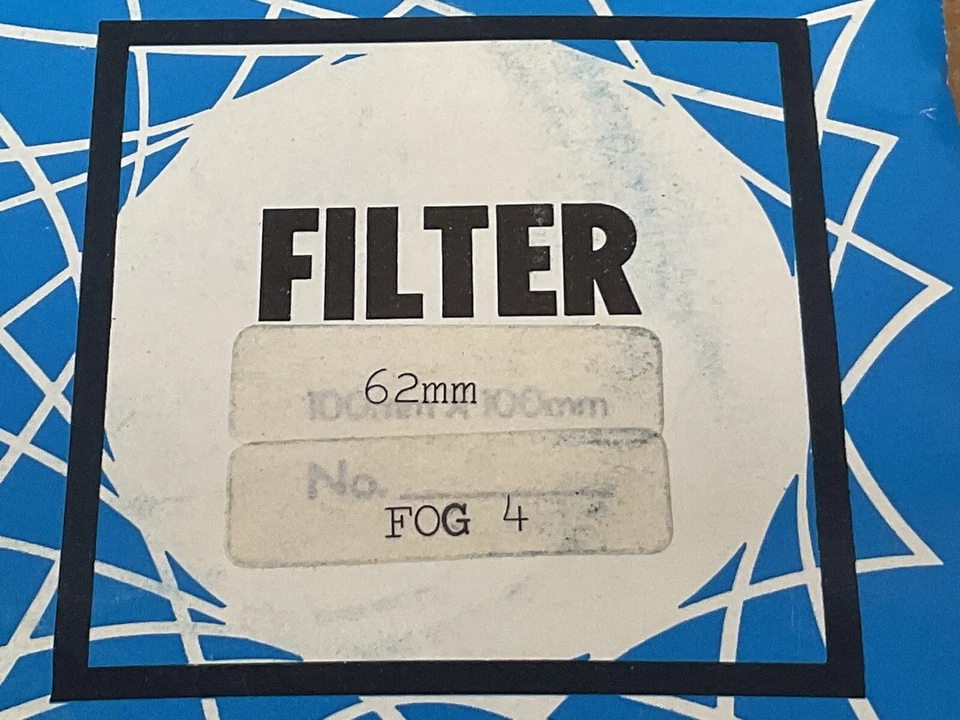 FILTER
62mm
100mm x 100mm
No.
FOG 4